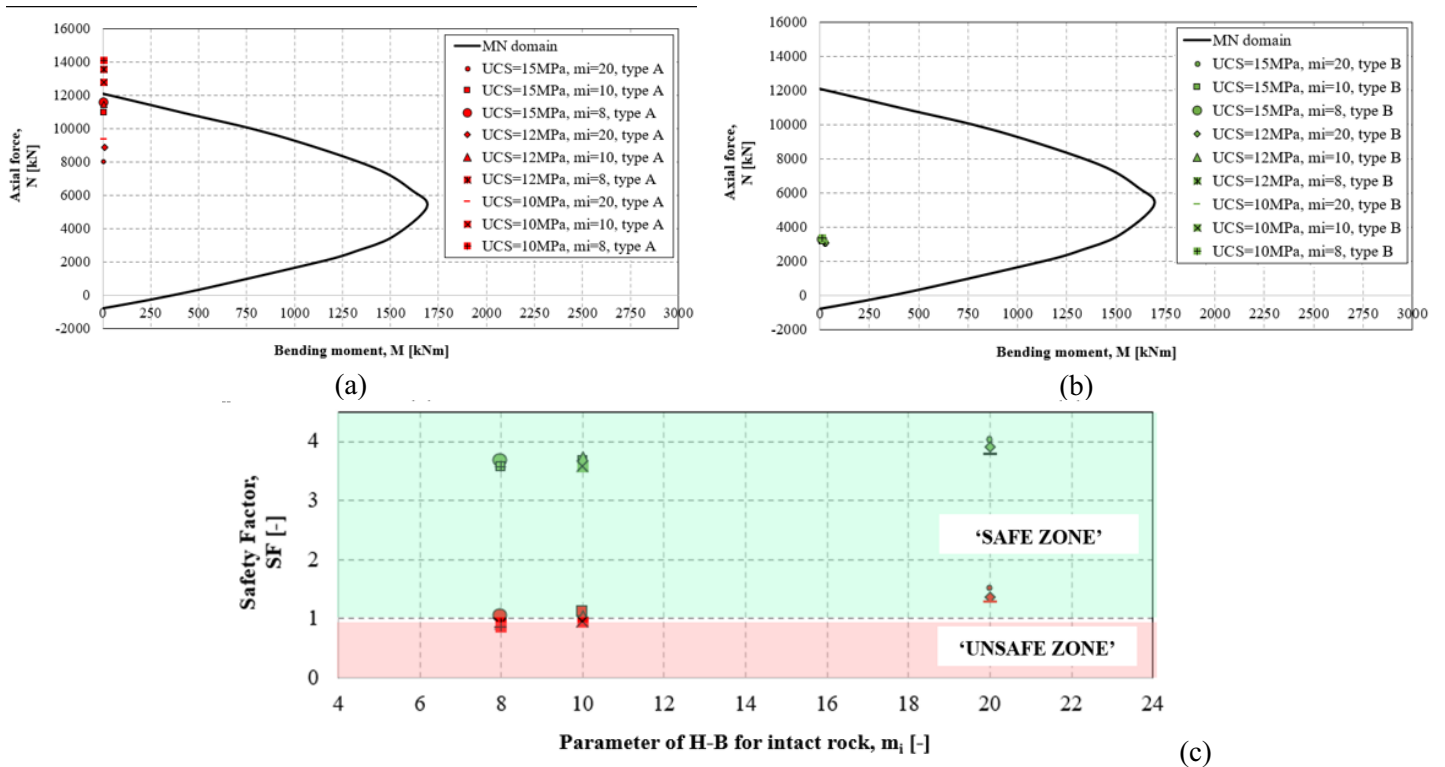 16000
14000
12000
10000
8000
6000
4000
2000
0
-2000
Axial force,
N [kN]
0 250 500 750 1000 1250 1500 1750 2000 2250 2500 2750 3000
Bending moment, M [kNm]
MN domain
UCS=15MPa, mi=20, type A
UCS=15MPa, mi=10, type A
UCS=15MPa, mi=8, type A
UCS=12MPa, mi=20, type A
UCS=12MPa, mi=10, type A
UCS=12MPa, mi=8, type A
UCS=10MPa, mi=20, type A
UCS=10MPa, mi=10, type A
UCS=10MPa, mi=8, type A
(a)
16000
14000
12000
10000
8000
6000
4000
2000
0
-2000
Axial force,
N [kN]
0 250 500 750 1000 1250 1500 1750 2000 2250 2500 2750 3000
Bending moment, M [kNm]
MN domain
UCS=15MPa, mi=20, type B
UCS=15MPa, mi=10, type B
UCS=15MPa, mi=8, type B
UCS=12MPa, mi=20, type B
UCS=12MPa, mi=10, type B
UCS=12MPa, mi=8, type B
UCS=10MPa, mi=20, type B
UCS=10MPa, mi=10, type B
UCS=10MPa, mi=8, type B
(b)
4
3
2
1
0
Safety Factor,
SF [-]
‘SAFE ZONE’
‘UNSAFE ZONE’
4 6 8 10 12 14 16 18 20 22 24
Parameter of H-B for intact rock, mi [-]
(c)